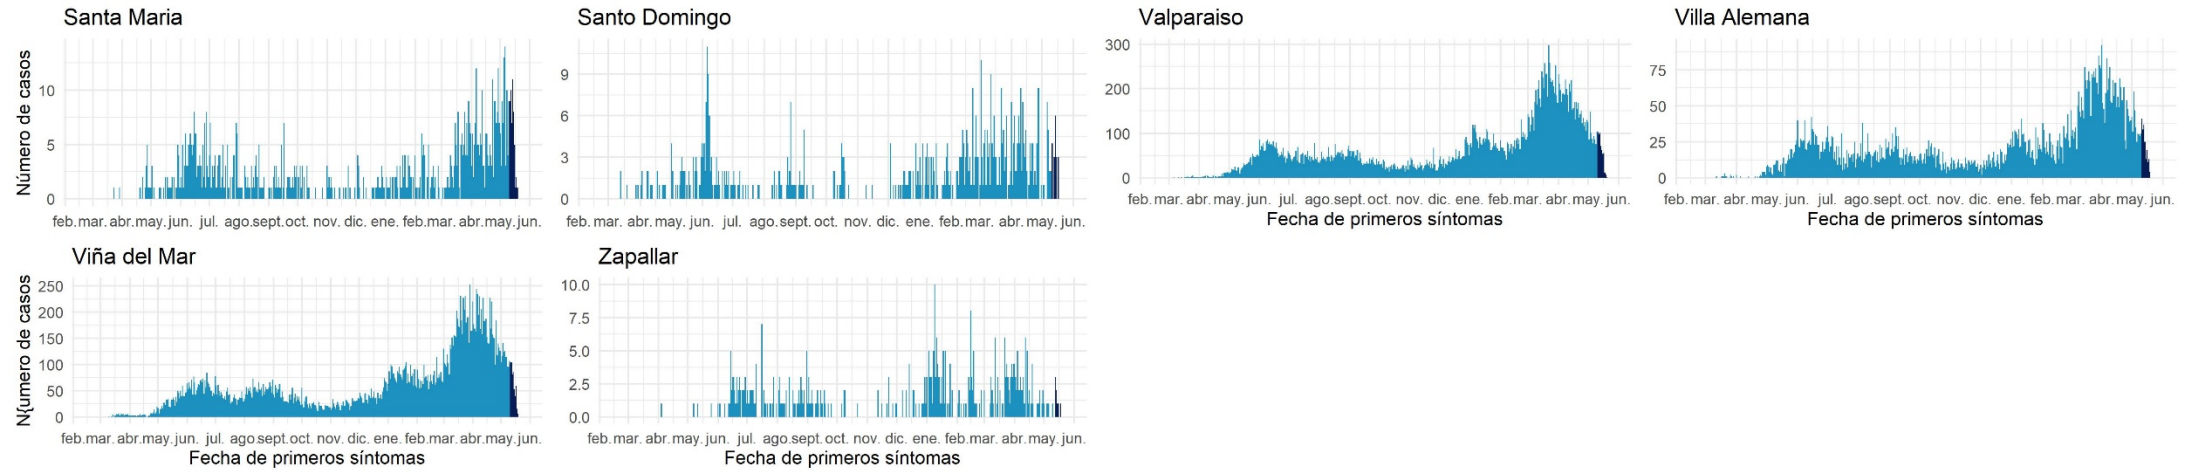 Santa Maria
Número de casos
10
5
0
feb. mar. abr. may. jun. jul. ago. sept. oct. nov. dic. ene. feb. mar. abr. may. jun.
Santo Domingo
9
6
3
0
feb. mar. abr. may. jun. jul. ago. sept. oct. nov. dic. ene. feb. mar. abr. may. jun.
Valparaiso
300
200
100
0
feb. mar. abr. may. jun. jul. ago. sept. oct. nov. dic. ene. feb. mar. abr. may. jun.
Fecha de primeros síntomas
Villa Alemana
75
50
25
0
feb. mar. abr. may. jun. jul. ago. sept. oct. nov. dic. ene. feb. mar. abr. may. jun.
Fecha de primeros síntomas
Viña del Mar
N{umero de casos
250
200
150
100
50
0
feb. mar. abr. may. jun. jul. ago. sept. oct. nov. dic. ene. feb. mar. abr. may. jun.
Fecha de primeros síntomas
Zapallar
10.0
7.5
5.0
2.5
0.0
feb. mar. abr. may. jun. jul. ago. sept. oct. nov. dic. ene. feb. mar. abr. may. jun.
Fecha de primeros síntomas